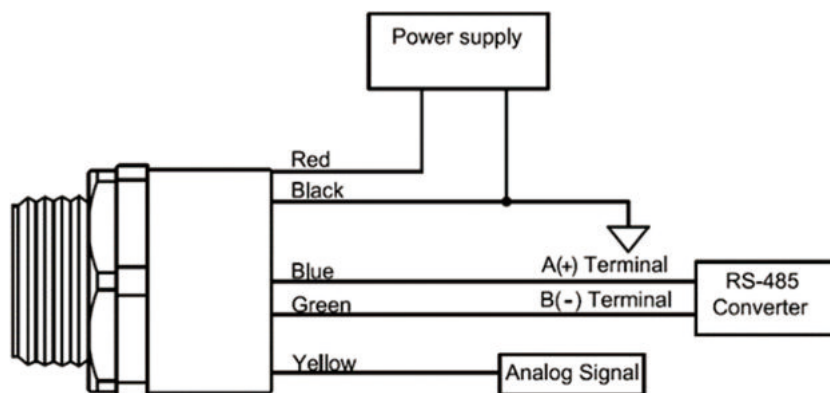 Power supply
Red
Black
Blue
A(+) Terminal
Green
B(-) Terminal
RS-485
Converter
Yellow
Analog Signal